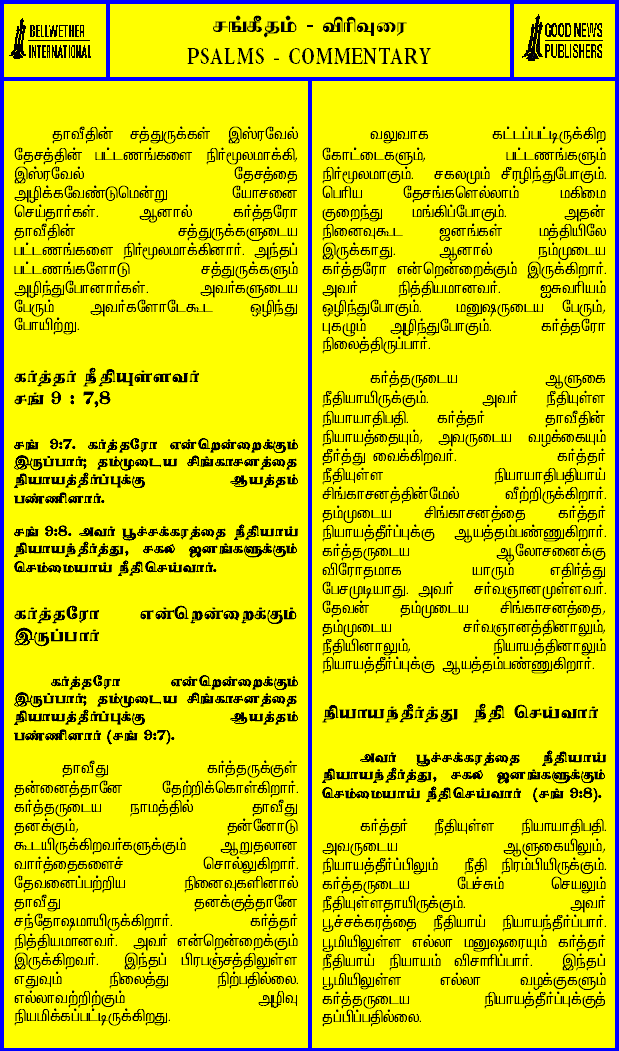 BELLWETHER
INTERNATIONAL
சங்கீதம் - விரிவுரை
PSALMS - COMMENTARY
GOOD NEWS
PUBLISHERS
தாவீதின் சத்துருக்கள் இஸ்ரவேல்
தேசத்தின் பட்டணங்களை நிர்மூலமாக்கி,
இஸ்ரவேல் தேசத்தை
அழிக்கவேண்டுமென்று யோசனை
செய்தார்கள். ஆனால் கர்த்தரோ
தாவீதின் சத்துருக்களுடைய
பட்டணங்களை நிர்மூலமாக்கினார். அந்தப்
பட்டணங்களோடு சத்துருக்களும்
அழிந்துபோனார்கள். அவர்களுடைய
பேரும் அவர்களோடேகூட ஒழிந்து
போயிற்று.
கர்த்தர் நீதியுள்ளவர்
சங் 9 : 7,8
சங் 9:7. கர்த்தரோ என்றென்றைக்கும்
இருப்பார்; தம்முடைய சிங்காசனத்தை
நியாயத்தீர்ப்புக்கு ஆயத்தம்
பண்ணினார்.
சங் 9:8. அவர் பூச்சக்கரத்தை நீதியாய்
நியாயந்தீர்த்து, சகல ஜனங்களுக்கும்
செம்மையாய் நீதிசெய்வார்.
கர்த்தரோ என்றென்றைக்கும்
இருப்பார்
கர்த்தரோ என்றென்றைக்கும்
இருப்பார்; தம்முடைய சிங்காசனத்தை
நியாயத்தீர்ப்புக்கு ஆயத்தம்
பண்ணினார் (சங் 9:7).
தாவீது கர்த்தருக்குள்
தன்னைத்தானே தேற்றிக்கொள்கிறார்.
கர்த்தருடைய நாமத்தில் தாவீது
தனக்கும், தன்னோடு
கூடயிருக்கிறவர்களுக்கும் ஆறுதலான
வார்த்தைகளைச் சொல்லுகிறார்.
தேவனைப்பற்றிய நினைவுகளினால்
தாவீது தனக்குத்தானே
சந்தோஷமாயிருக்கிறார். கர்த்தர்
நித்தியமானவர். அவர் என்றென்றைக்கும்
இருக்கிறவர். இந்தப் பிரபஞ்சத்திலுள்ள
எதுவும் நிலைத்து நிற்பதில்லை.
எல்லாவற்றிற்கும் அழிவு
நியமிக்கப்பட்டிருக்கிறது.
வலுவாக கட்டப்பட்டிருக்கிற
கோட்டைகளும், பட்டணங்களும்
நிர்மூலமாகும். சகலமும் சீரழிந்துபோகும்.
பெரிய தேசங்களெல்லாம் மகிமை
குறைந்து மங்கிப்போகும். அதன்
நினைவுகூட ஜனங்கள் மத்தியிலே
இருக்காது. ஆனால் நம்முடைய
கர்த்தரோ என்றென்றைக்கும் இருக்கிறார்.
அவர் நித்தியமானவர். ஐசுவரியம்
ஒழிந்துபோகும். மனுஷருடைய பேரும்,
புகழும் அழிந்துபோகும். கர்த்தரோ
நிலைத்திருப்பார்.
கர்த்தருடைய ஆளுகை
நீதியாயிருக்கும். அவர் நீதியுள்ள
நியாயாதிபதி. கர்த்தர் தாவீதின்
நியாயத்தையும், அவருடைய வழக்கையும்
தீர்த்து வைக்கிறவர். கர்த்தர்
நீதியுள்ள நியாயாதிபதியாய்
சிங்காசனத்தின்மேல் வீற்றிருக்கிறார்.
தம்முடைய சிங்காசனத்தை கர்த்தர்
நியாயத்தீர்ப்புக்கு ஆயத்தம்பண்ணுகிறார்.
கர்த்தருடைய ஆலோசனைக்கு
விரோதமாக யாரும் எதிர்த்து
பேசமுடியாது. அவர் சர்வஞானமுள்ளவர்.
தேவன் தம்முடைய சிங்காசனத்தை,
தம்முடைய சர்வஞானத்தினாலும்,
நீதியினாலும், நியாயத்தினாலும்
நியாயத்தீர்ப்புக்கு ஆயத்தம்பண்ணுகிறார்.
நியாயந்தீர்த்து நீதி செய்வார்
அவர் பூச்சக்கரத்தை நீதியாய்
நியாயந்தீர்த்து, சகல ஜனங்களுக்கும்
செம்மையாய் நீதிசெய்வார் (சங் 9:8).
கர்த்தர் நீதியுள்ள நியாயாதிபதி.
அவருடைய ஆளுகையிலும்,
நியாயத்தீர்ப்பிலும் நீதி நிரம்பியிருக்கும்.
கர்த்தருடைய பேச்சும் செயலும்
நீதியுள்ளதாயிருக்கும். அவர்
பூச்சக்கரத்தை நீதியாய் நியாயந்தீர்ப்பார்.
பூமியிலுள்ள எல்லா மனுஷரையும் கர்த்தர்
நீதியாய் நியாயம் விசாரிப்பார். இந்தப்
பூமியிலுள்ள எல்லா வழக்குகளும்
கர்த்தருடைய நியாயத்தீர்ப்புக்குத்
தப்பிப்பதில்லை.